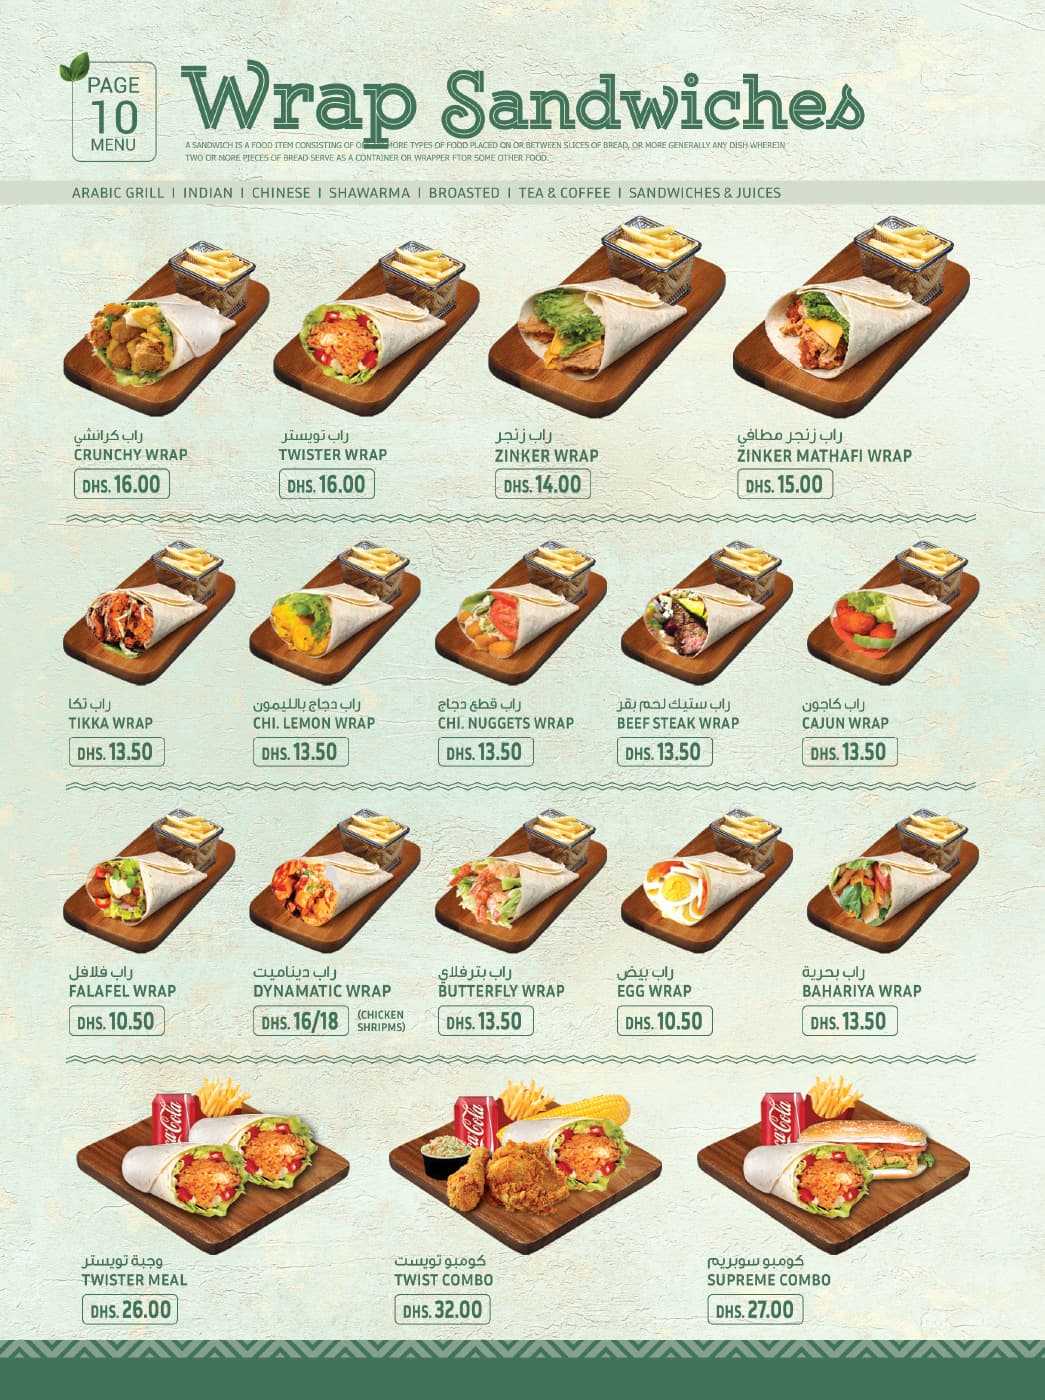 PAGE
10
MENU
Wrap Sandwiches
A SANDWICH IS A FOOD ITEM CONSISTING OF MORE TYPES OF FOOD PLACED ON OR BETWEEN SLICES OF BREAD, OR MORE GENERALLY ANY DISH WHEREIN
TWO OR MORE PIECES OF BREAD SERVE AS A CONTAINER OR WRAPPER FTOR SOME OTHER FOOD.
ARABIC GRILL I INDIAN I CHINESE I SHAWARMA I BROASTED I TEA & COFFEE I SANDWICHES & JUICES
راب كرانشي
CRUNCHY WRAP
DHS. 16.00
راب تويستر
TWISTER WRAP
DHS. 16.00
راب زنجر
ZINKER WRAP
DHS. 14.00
راب زنجر مطافي
ZINKER MATHAFI WRAP
DHS. 15.00
راب تكا
TIKKA WRAP
DHS. 13.50
راب دجاج بالليمون
CHI. LEMON WRAP
DHS. 13.50
راب قطع دجاج
CHI. NUGGETS WRAP
DHS. 13.50
راب ستيك لحم بقر
BEEF STEAK WRAP
DHS. 13.50
راب كاجون
CAJUN WRAP
DHS. 13.50
راب فلافل
FALAFEL WRAP
DHS. 10.50
راب ديناميت
DYNAMATIC WRAP
DHS. 16/18
(CHICKEN
SHRIPMS)
راب بترفلاي
BUTTERFLY WRAP
DHS. 13.50
راب بيض
EGG WRAP
DHS. 10.50
راب بحرية
BAHARIYA WRAP
DHS. 13.50
وجبة تويستر
TWISTER MEAL
DHS. 26.00
كومبو تويست
TWIST COMBO
DHS. 32.00
كومبو سوبريم
SUPREME COMBO
DHS. 27.00